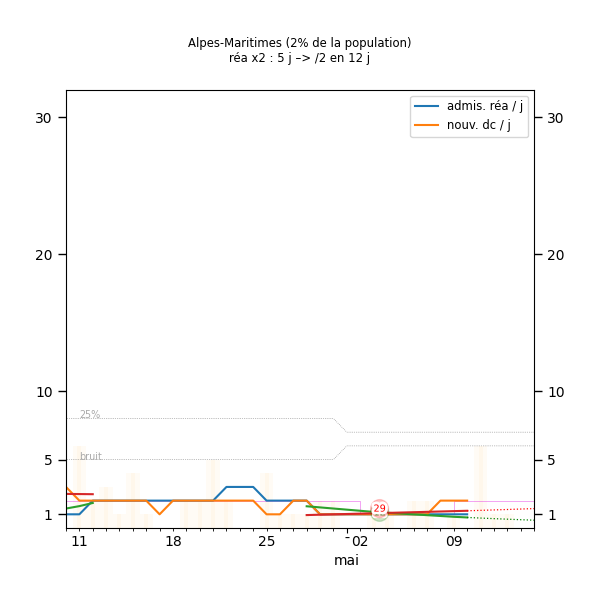 Alpes-Maritimes (2% de la population)
réa x2 : 5 j –> /2 en 12 j
admis. réa / j
nouv. dc / j
30
30
20
20
10
10
25%
5
bruit
5
1
29
1
11
18
25
02
09
mai